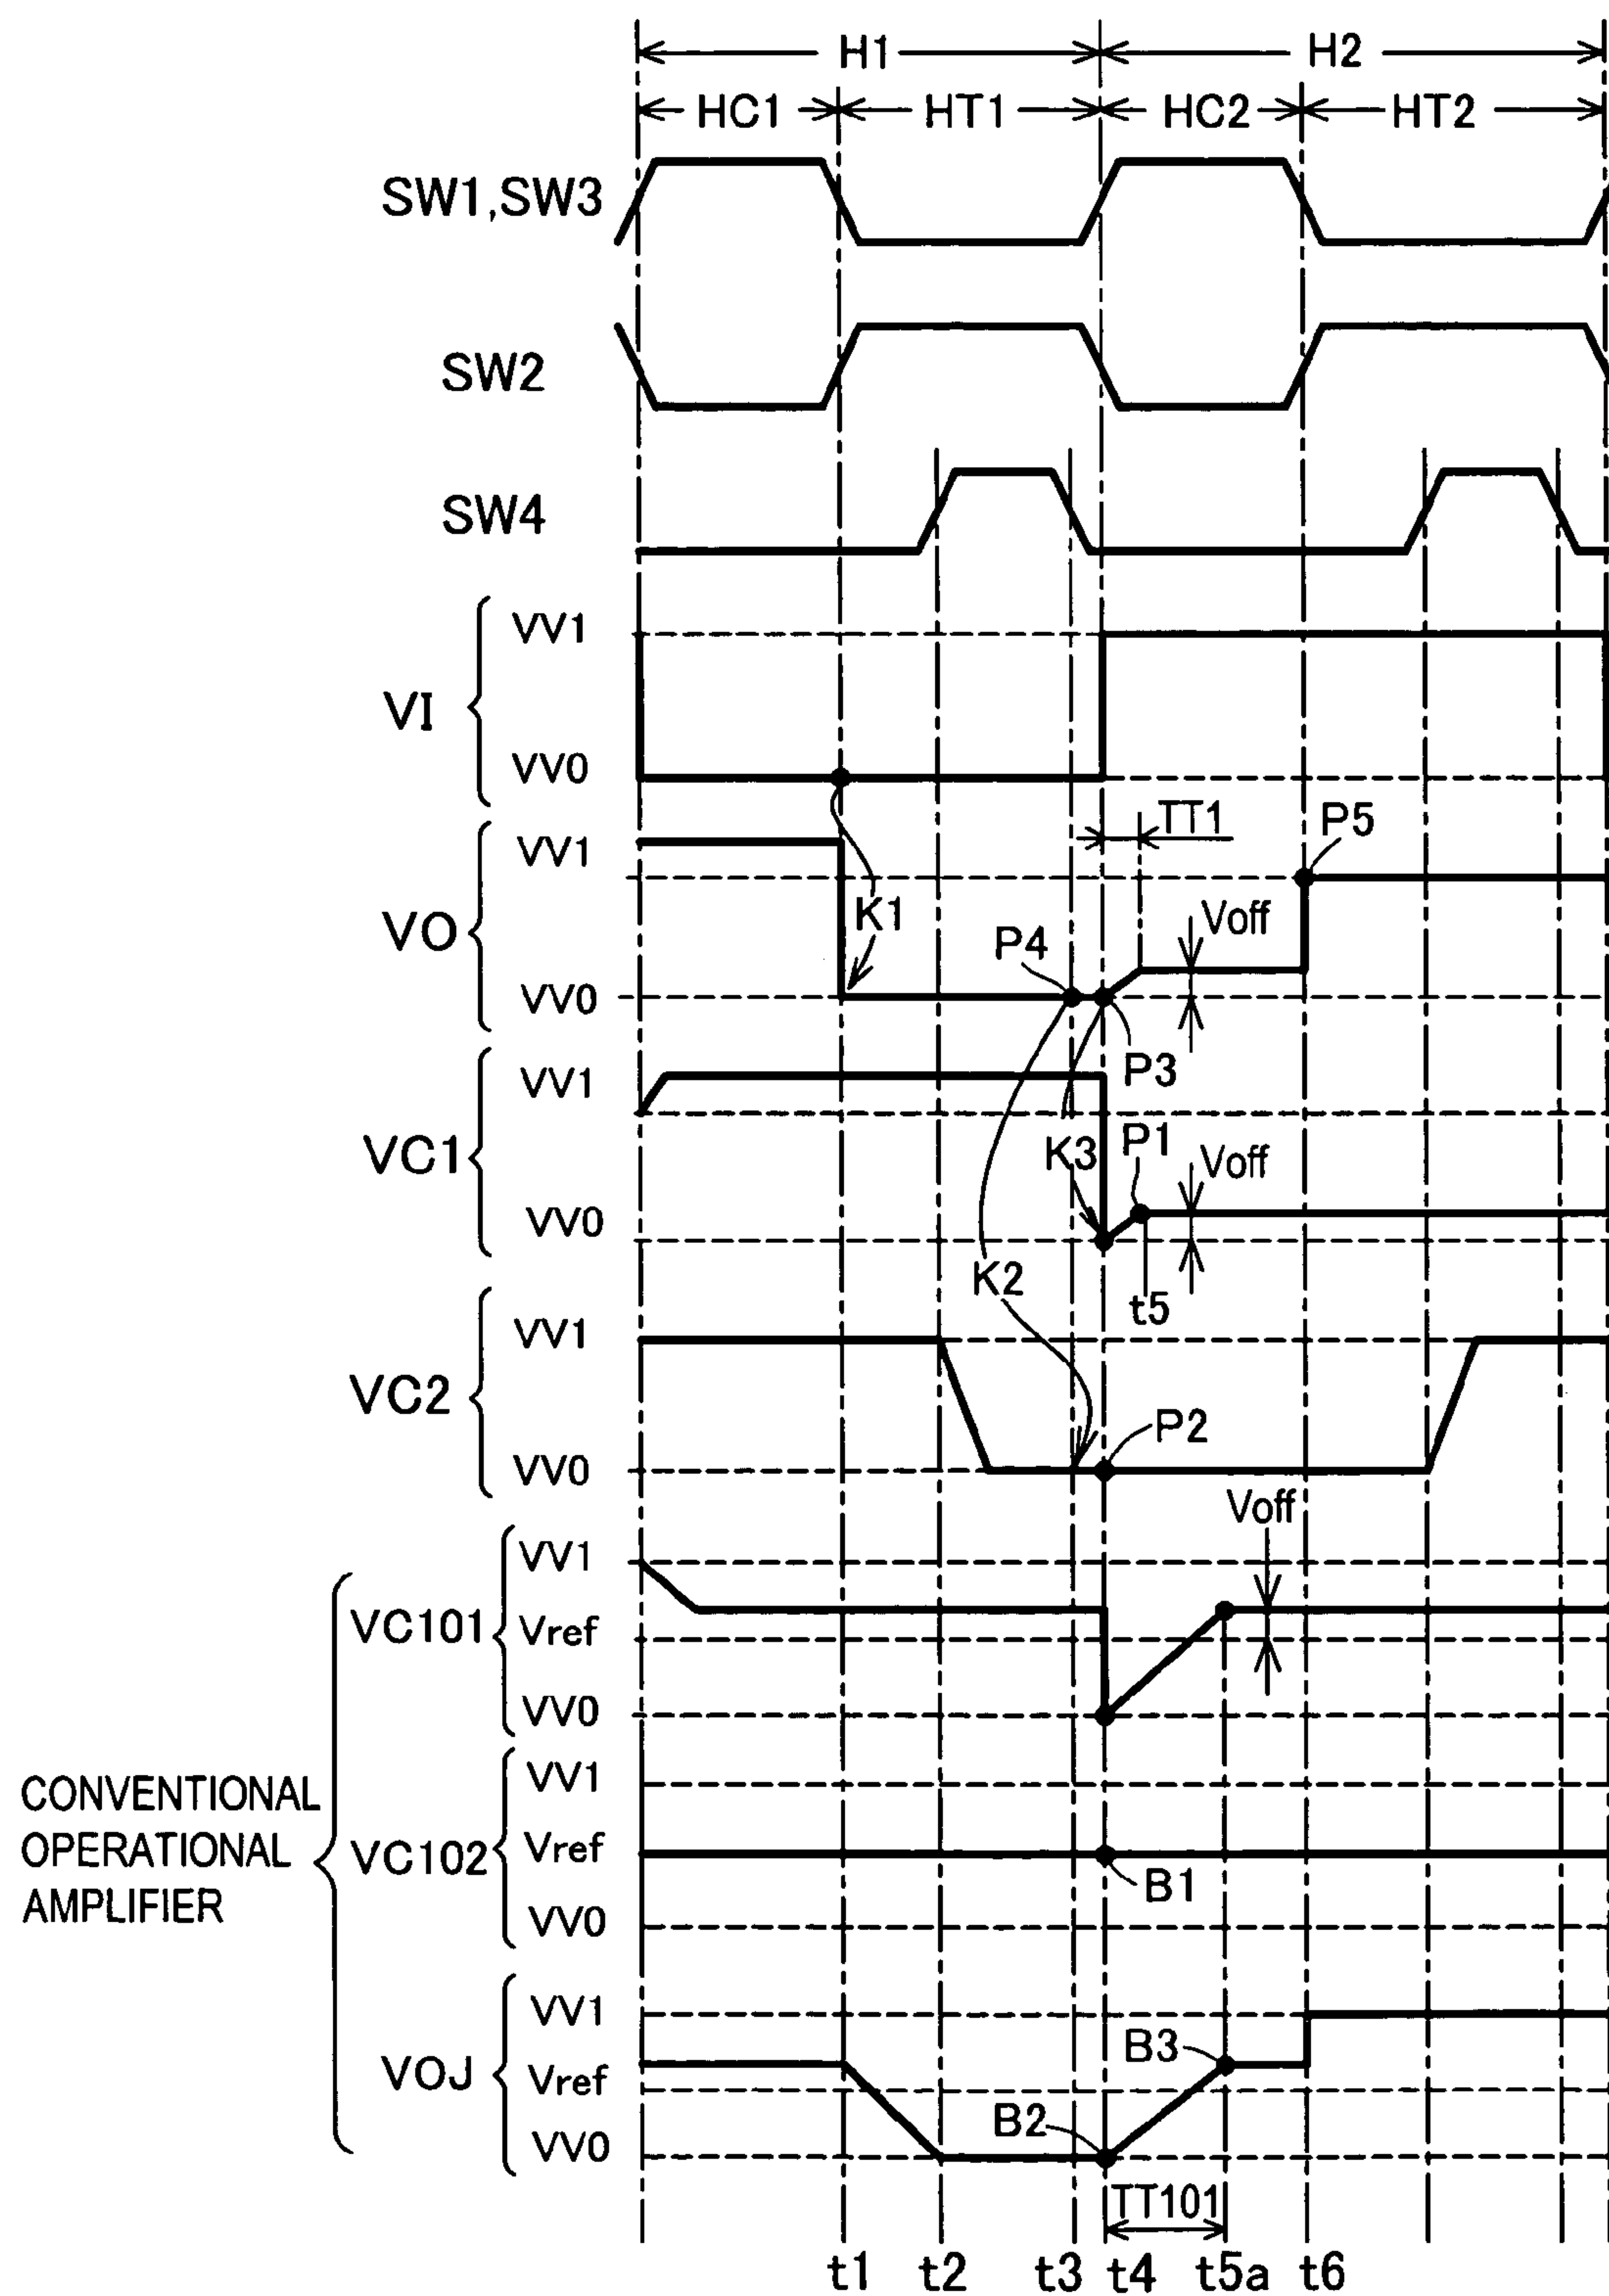 H1 H2
HC1 HT1 HC2 HT2
SW1,SW3
SW2
SW4
VV1
VI
VV0
TT1 P5
VV1
K1 Voff
VO P4
VV0
P3
VV1
VC1 K3 P1 Voff
VV0
K2 t5
VV1
VC2
P2
VV0
Voff
VV1
VC101 Vref
VV0
VV1
CONVENTIONAL
OPERATIONAL
AMPLIFIER
VC102 Vref
B1
VV0
VV1
B3
VOJ Vref
B2
VV0
TT101
t1 t2 t3 t4 t5a t6